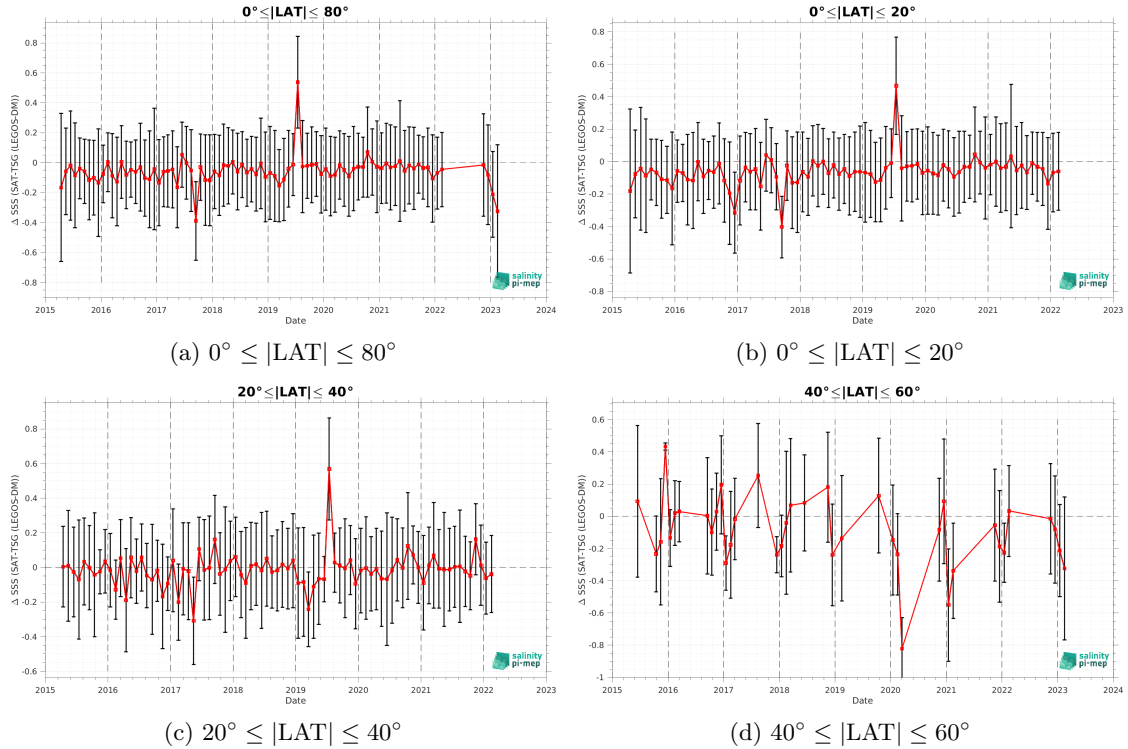 0°≤|LAT|≤ 80°
Δ SSS (SAT-TSG (LEGOS-DM))
0.8
0.6
0.4
0.2
0
-0.2
-0.4
-0.6
-0.8
salinity
pi-mep
2015 2016 2017 2018 2019 2020 2021 2022 2023 2024
Date
(a) 0° ≤ |LAT| ≤ 80°
0°≤|LAT|≤ 20°
Δ SSS (SAT-TSG (LEGOS-DM))
0.8
0.6
0.4
0.2
0
-0.2
-0.4
-0.6
-0.8
salinity
pi-mep
2015 2016 2017 2018 2019 2020 2021 2022 2023
Date
(b) 0° ≤ |LAT| ≤ 20°
20°≤|LAT|≤ 40°
Δ SSS (SAT-TSG (LEGOS-DM))
0.8
0.6
0.4
0.2
0
-0.2
-0.4
-0.6
salinity
pi-mep
2015 2016 2017 2018 2019 2020 2021 2022 2023
Date
(c) 20° ≤ |LAT| ≤ 40°
40°≤|LAT|≤ 60°
Δ SSS (SAT-TSG (LEGOS-DM))
0.6
0.4
0.2
0
-0.2
-0.4
-0.6
-0.8
-1
salinity
pi-mep
2015 2016 2017 2018 2019 2020 2021 2022 2023 2024
Date
(d) 40° ≤ |LAT| ≤ 60°